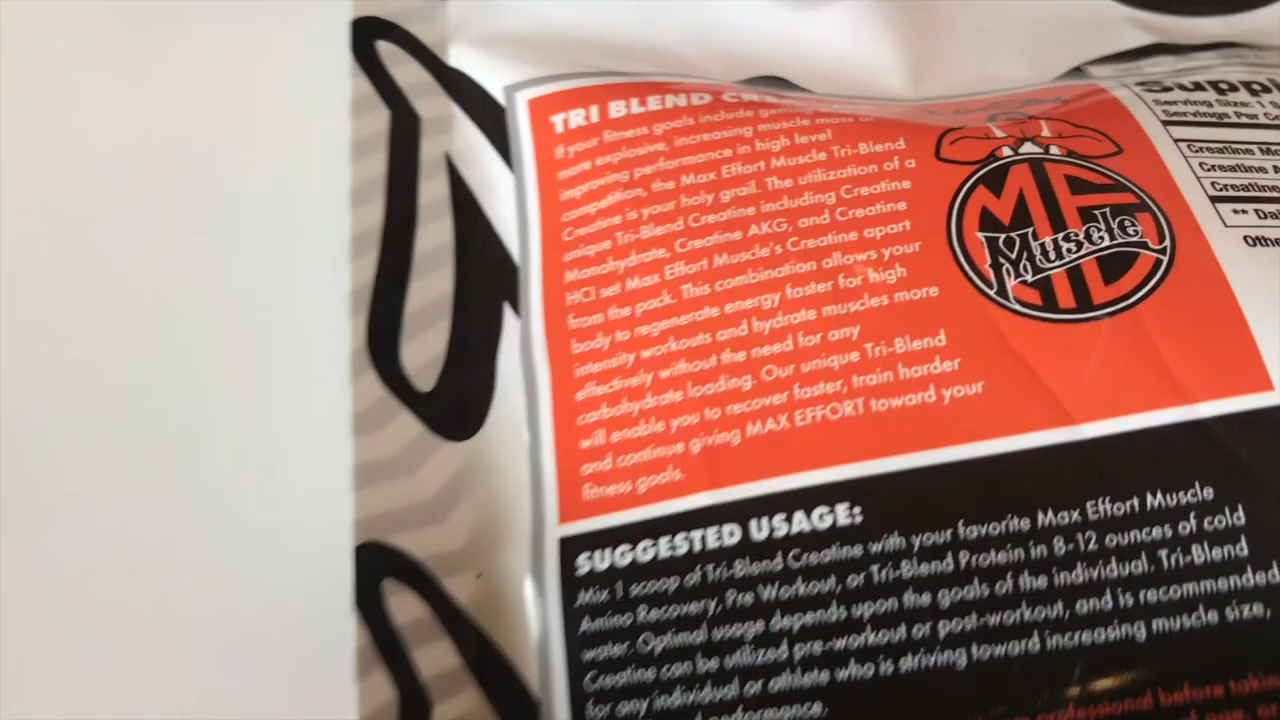 TRI BLEND
If your fitness goals include gaining
more explosive, increasing muscle mass or
improving performance in high level
competition, the Max Effort Muscle Tri-Blend
Creatine is your holy grail. The utilization of a
unique Tri-Blend Creatine including Creatine
Monohydrate, Creatine AKG, and Creatine
HCl set Max Effort Muscle's Creatine apart
from the pack. This combination allows your
body to regenerate energy faster for high
intensity workouts and hydrate muscles more
effectively without the need for any
carbohydrate loading. Our unique Tri-Blend
will enable you to recover faster, train harder
and continue giving MAX EFFORT toward your
fitness goals.
ME
Muscle
Suppl
Serving Size: 1
Servings Per Co
Creatine Mo
Creatine A
Creatine
** Da
Othe
SUGGESTED USAGE:
Mix 1 scoop of Tri-Blend Creatine with your favorite Max Effort Muscle
Amino Recovery, Pre Workout, or Tri-Blend Protein in 8-12 ounces of cold
water. Optimal usage depends upon the goals of the individual. Tri-Blend
Creatine can be utilized pre-workout or post-workout, and is recommended
for any individual or athlete who is striving toward increasing muscle size,
performance.
professional before takin